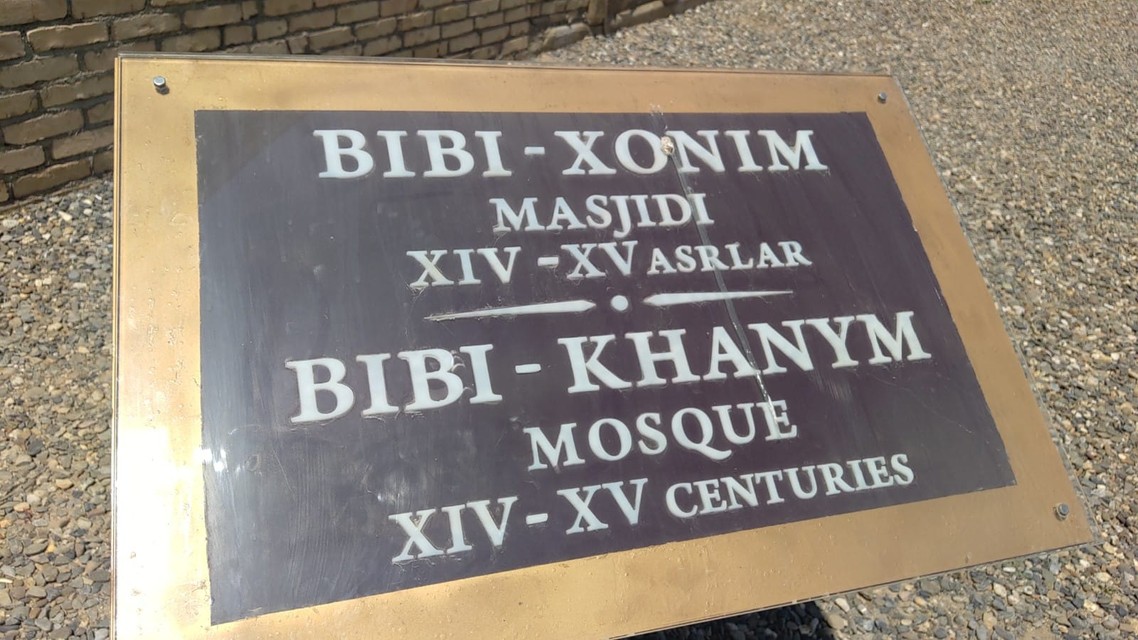 BIBI - XONIM
MASJIDI
XIV - XV ASRLAR
BIBI - KHANYM
MOSQUE
XIV - XV CENTURIES